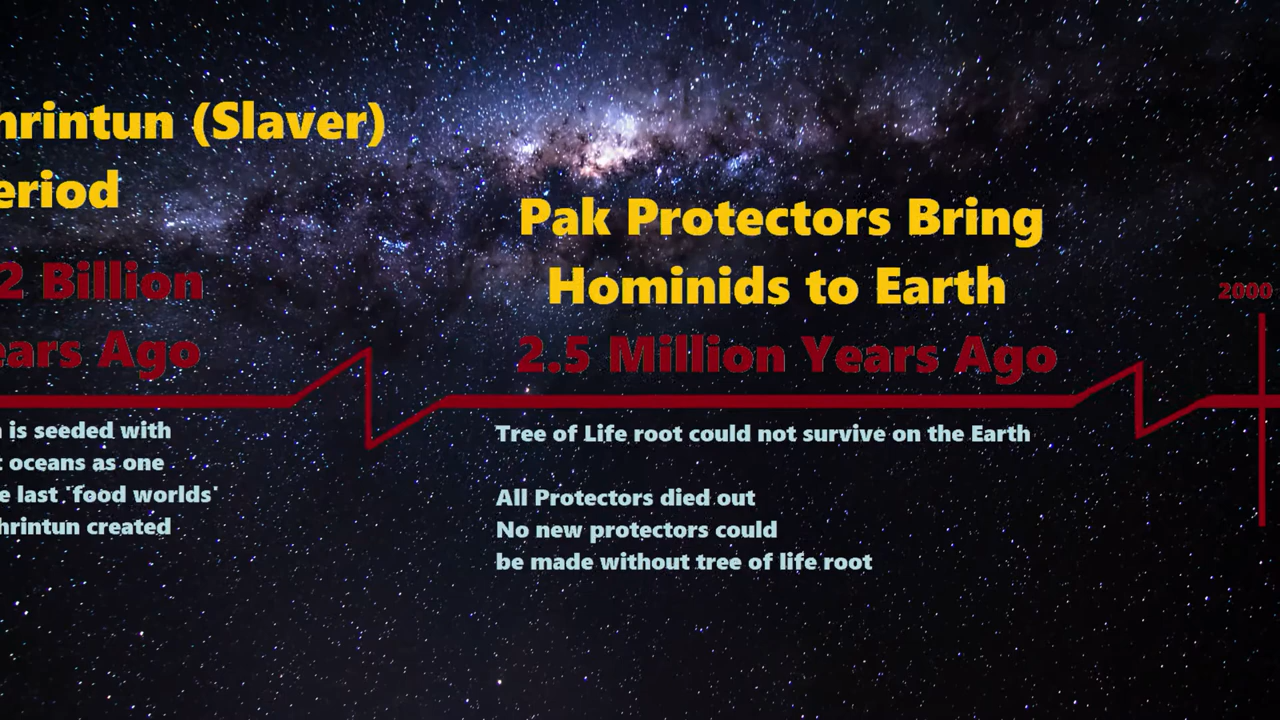 hrintun (Slaver)
eriod
2 Billion
ears Ago
is seeded with
oceans as one
e last 'food worlds'
hrintun created
Pak Protectors Bring
Hominids to Earth
2.5 Million Years Ago
Tree of Life root could not survive on the Earth
All Protectors died out
No new protectors could
be made without tree of life root
2000